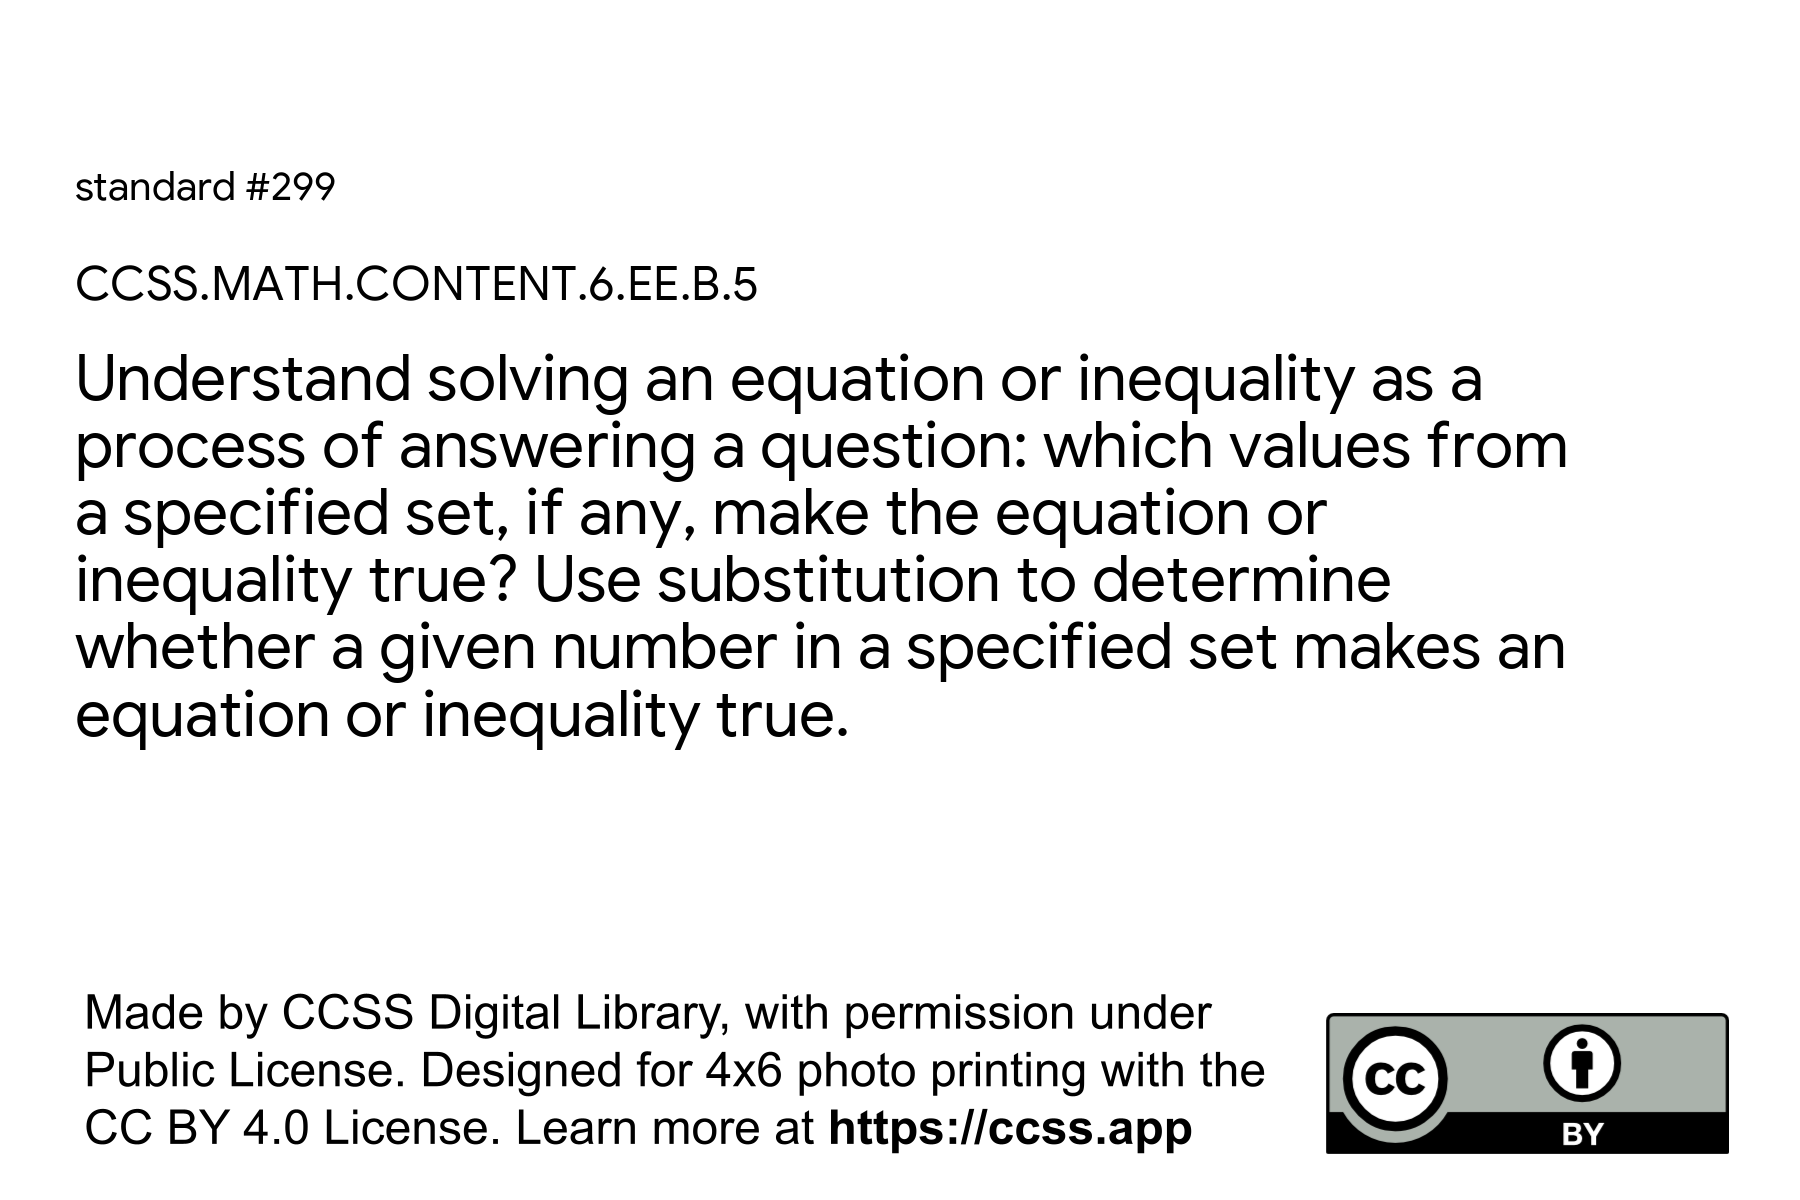 standard #299
CCSS.MATH.CONTENT.6.EE.B.5
Understand solving an equation or inequality as a
process of answering a question: which values from
a specified set, if any, make the equation or
inequality true? Use substitution to determine
whether a given number in a specified set makes an
equation or inequality true.
Made by CCSS Digital Library, with permission under
Public License. Designed for 4x6 photo printing with the
CC BY 4.0 License. Learn more at https://ccss.app
CC
BY